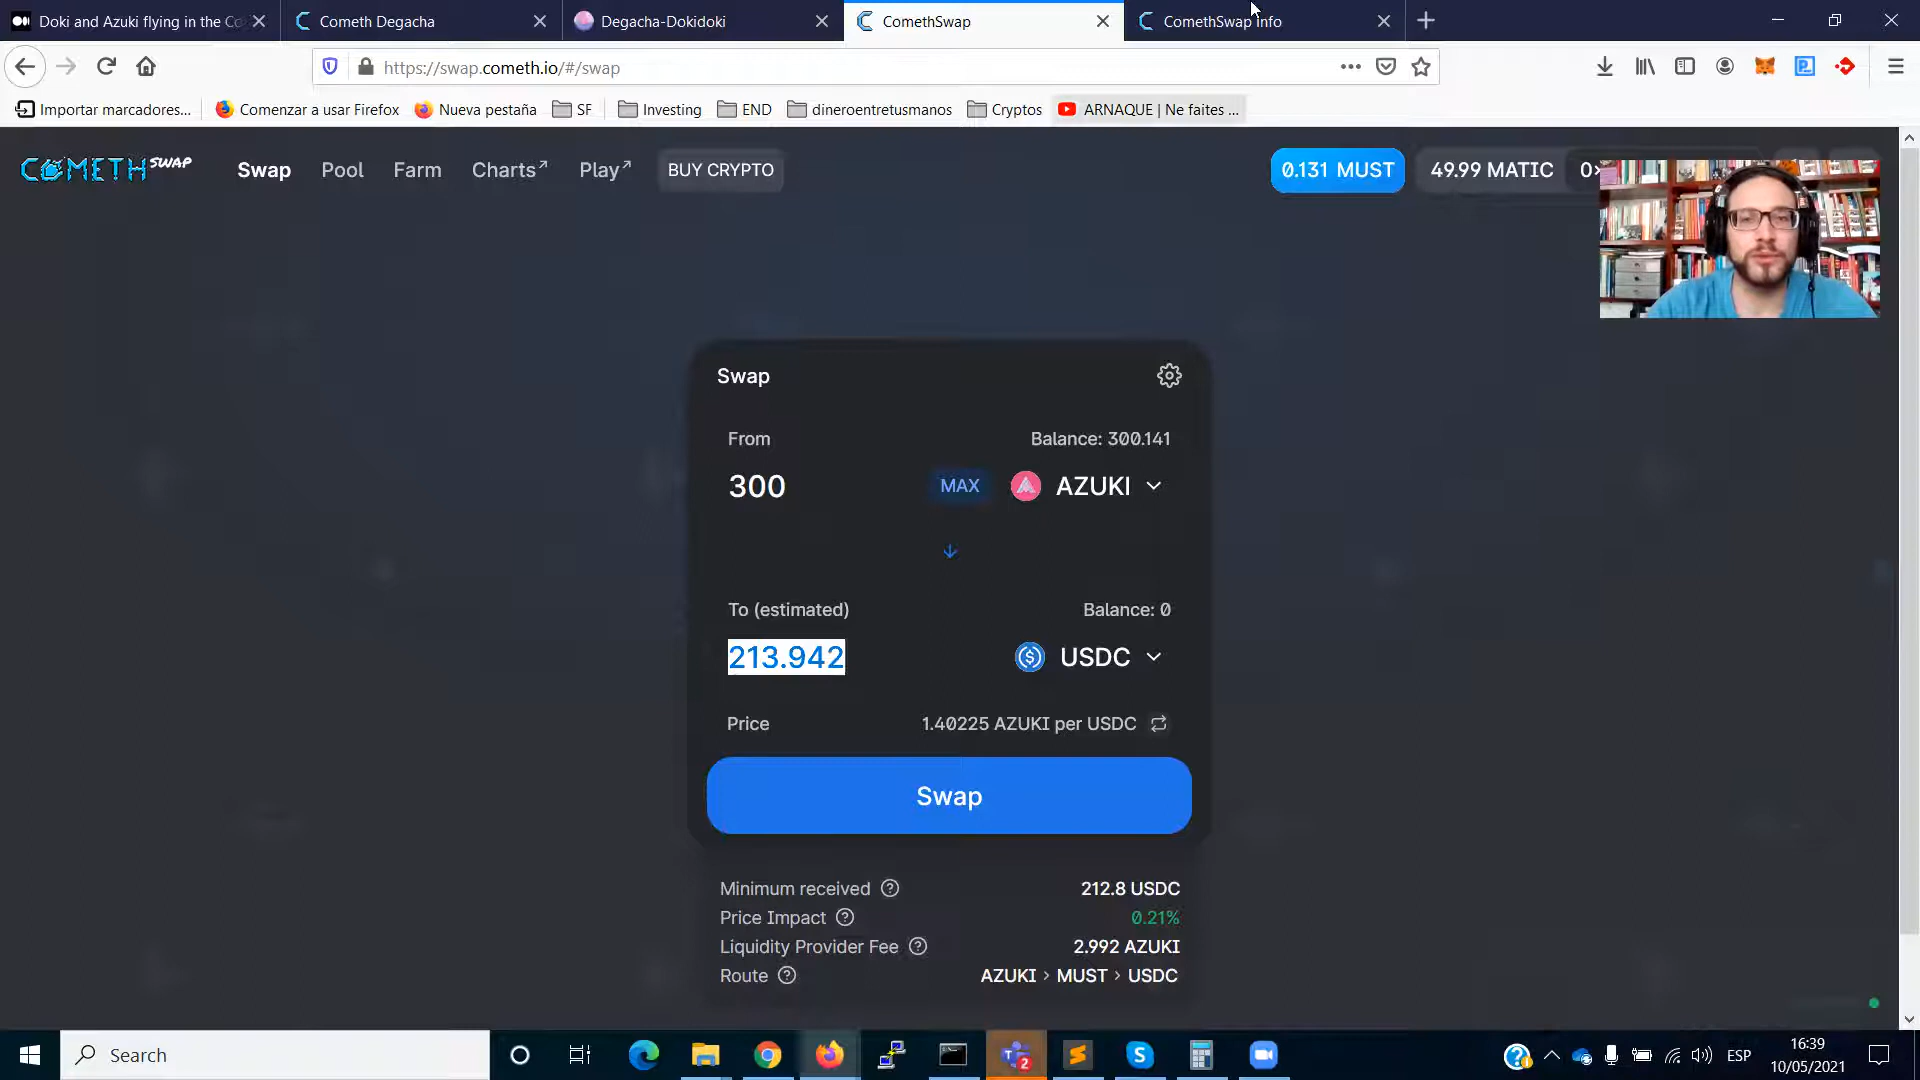 Doki and Azuki flying in the Co
Cometh Degacha
Degacha-Dokidoki
ComethSwap
ComethSwap Info
https://swap.cometh.io/#/swap
Importar marcadores...
Comenzar a usar Firefox
Nueva pestaña
SF
Investing
END
dineroentretusmanos
Cryptos
ARNAQUE | Ne faites ...
COMETH SWAP
Swap
Pool
Farm
Charts↗
Play↗
BUY CRYPTO
0.131 MUST
49.99 MATIC
Swap
From
Balance: 300.141
300
MAX
AZUKI
To (estimated)
Balance: 0
213.942
USDC
Price
1.40225 AZUKI per USDC
Swap
Minimum received
212.8 USDC
Price Impact
0.21%
Liquidity Provider Fee
2.992 AZUKI
Route
AZUKI > MUST > USDC
Search
2
ESP
16:39
10/05/2021